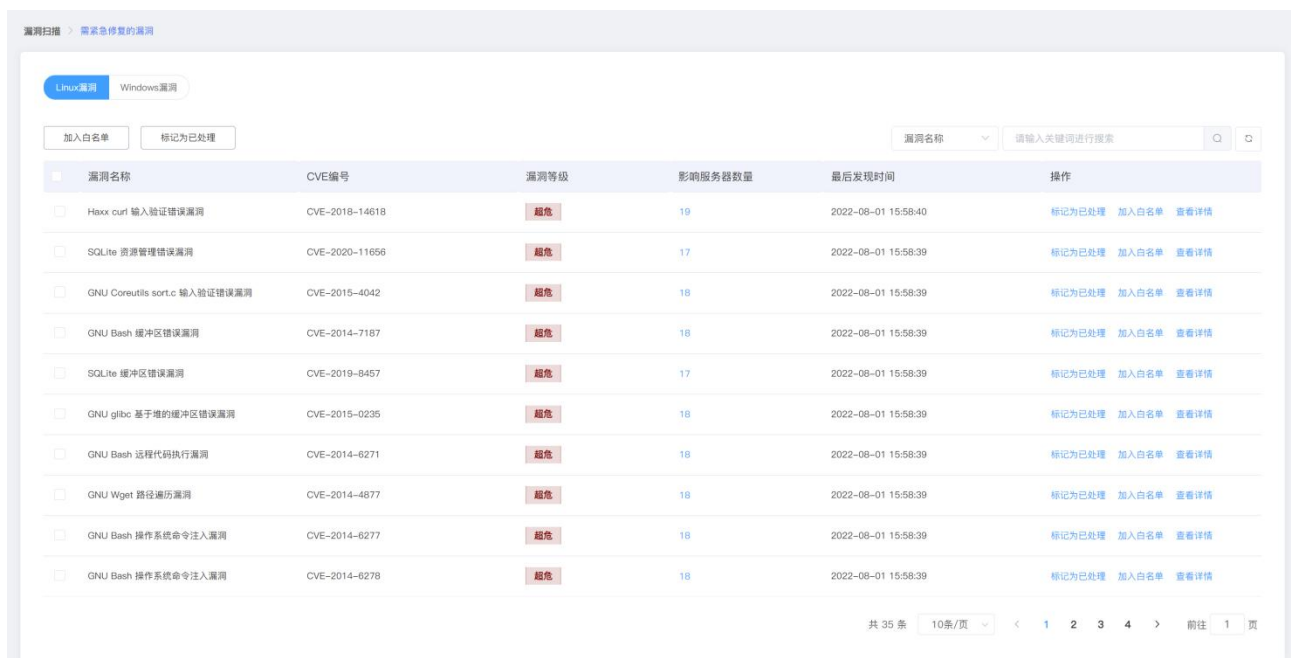 漏洞扫描 > 需紧急修复的漏洞
Linux漏洞 Windows漏洞
加入白名单 标记为已处理 漏洞名称 请输入关键词进行搜索
漏洞名称 CVE编号 漏洞等级 影响服务器数量 最后发现时间 操作
Haxx curl 输入验证错误漏洞 CVE-2018-14618 超危 19 2022-08-01 15:58:40 标记为已处理 加入白名单 查看详情
SQLite 资源管理错误漏洞 CVE-2020-11656 超危 17 2022-08-01 15:58:39 标记为已处理 加入白名单 查看详情
GNU Coreutils sort.c 输入验证错误漏洞 CVE-2015-4042 超危 18 2022-08-01 15:58:39 标记为已处理 加入白名单 查看详情
GNU Bash 缓冲区错误漏洞 CVE-2014-7187 超危 18 2022-08-01 15:58:39 标记为已处理 加入白名单 查看详情
SQLite 缓冲区错误漏洞 CVE-2019-8457 超危 17 2022-08-01 15:58:39 标记为已处理 加入白名单 查看详情
GNU glibc 基于堆的缓冲区错误漏洞 CVE-2015-0235 超危 18 2022-08-01 15:58:39 标记为已处理 加入白名单 查看详情
GNU Bash 远程代码执行漏洞 CVE-2014-6271 超危 18 2022-08-01 15:58:39 标记为已处理 加入白名单 查看详情
GNU Wget 路径遍历漏洞 CVE-2014-4877 超危 18 2022-08-01 15:58:39 标记为已处理 加入白名单 查看详情
GNU Bash 操作系统命令注入漏洞 CVE-2014-6277 超危 18 2022-08-01 15:58:39 标记为已处理 加入白名单 查看详情
GNU Bash 操作系统命令注入漏洞 CVE-2014-6278 超危 18 2022-08-01 15:58:39 标记为已处理 加入白名单 查看详情
共 35 条 10条/页 < 1 2 3 4 > 前往 1 页